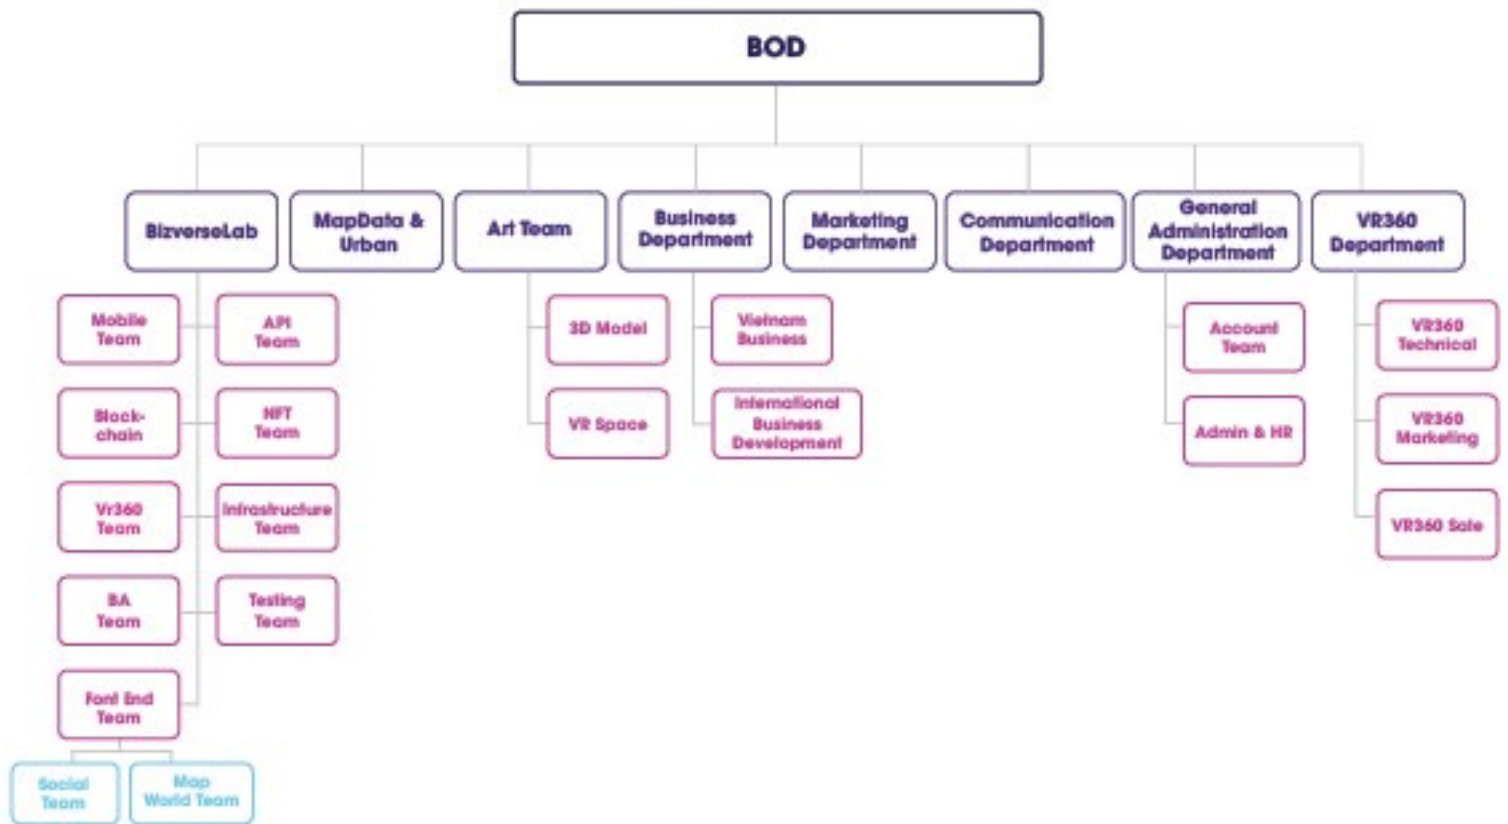 BOD
BizverseLab
MapData &
Urban
Art Team
Business
Department
Marketing
Department
Communication
Department
General
Administration
Department
VR360
Department
Mobile
Team
API
Team
Block-
chain
NFT
Team
Vr360
Team
Infrastructure
Team
BA
Team
Testing
Team
Font End
Team
Social
Team
Map
World Team
3D Model
VR Space
Vietnam
Business
International
Business
Development
Account
Team
Admin & HR
VR360
Technical
VR360
Marketing
VR360 Sale